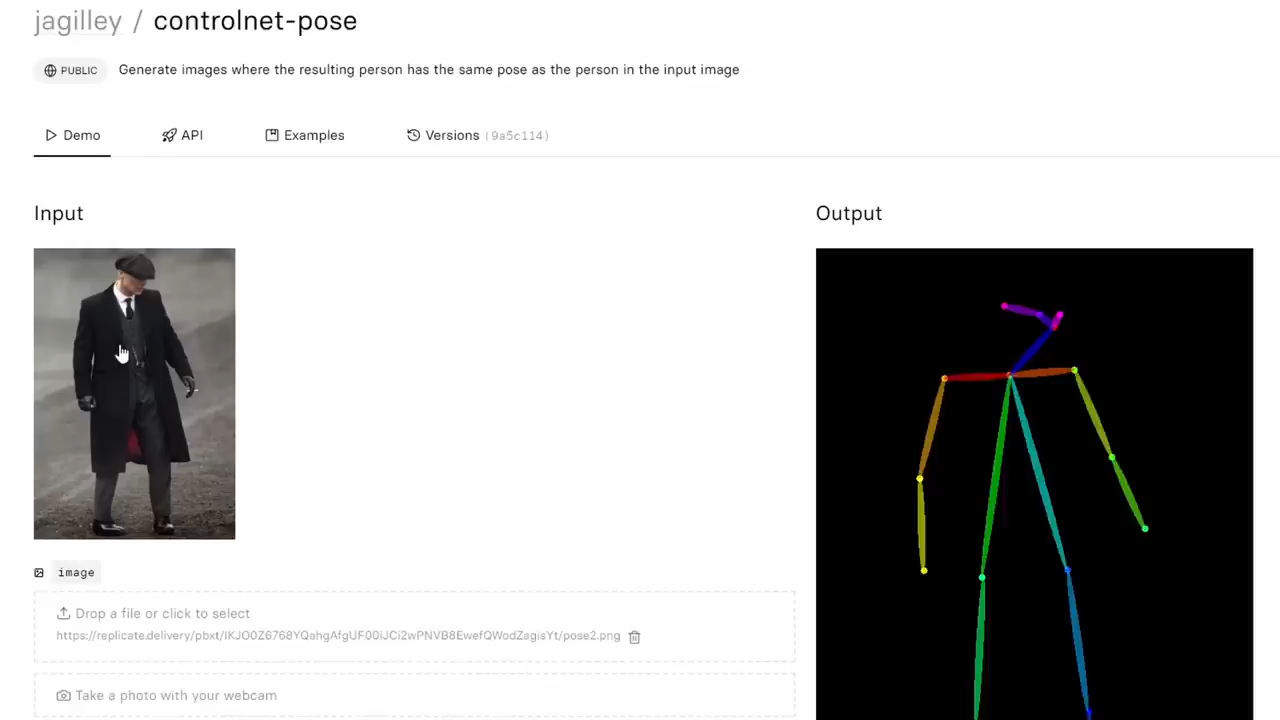 jagilley / controlnet-pose
PUBLIC Generate images where the resulting person has the same pose as the person in the input image
Demo API Examples Versions (9a5c114)
Input
Output
image
Drop a file or click to select
https://replicate.delivery/pbxt/IKJO0Z6768YQahgAfgUF00iJCi2wPNVB8EwefQWodZagisYt/pose2.png
Take a photo with your webcam